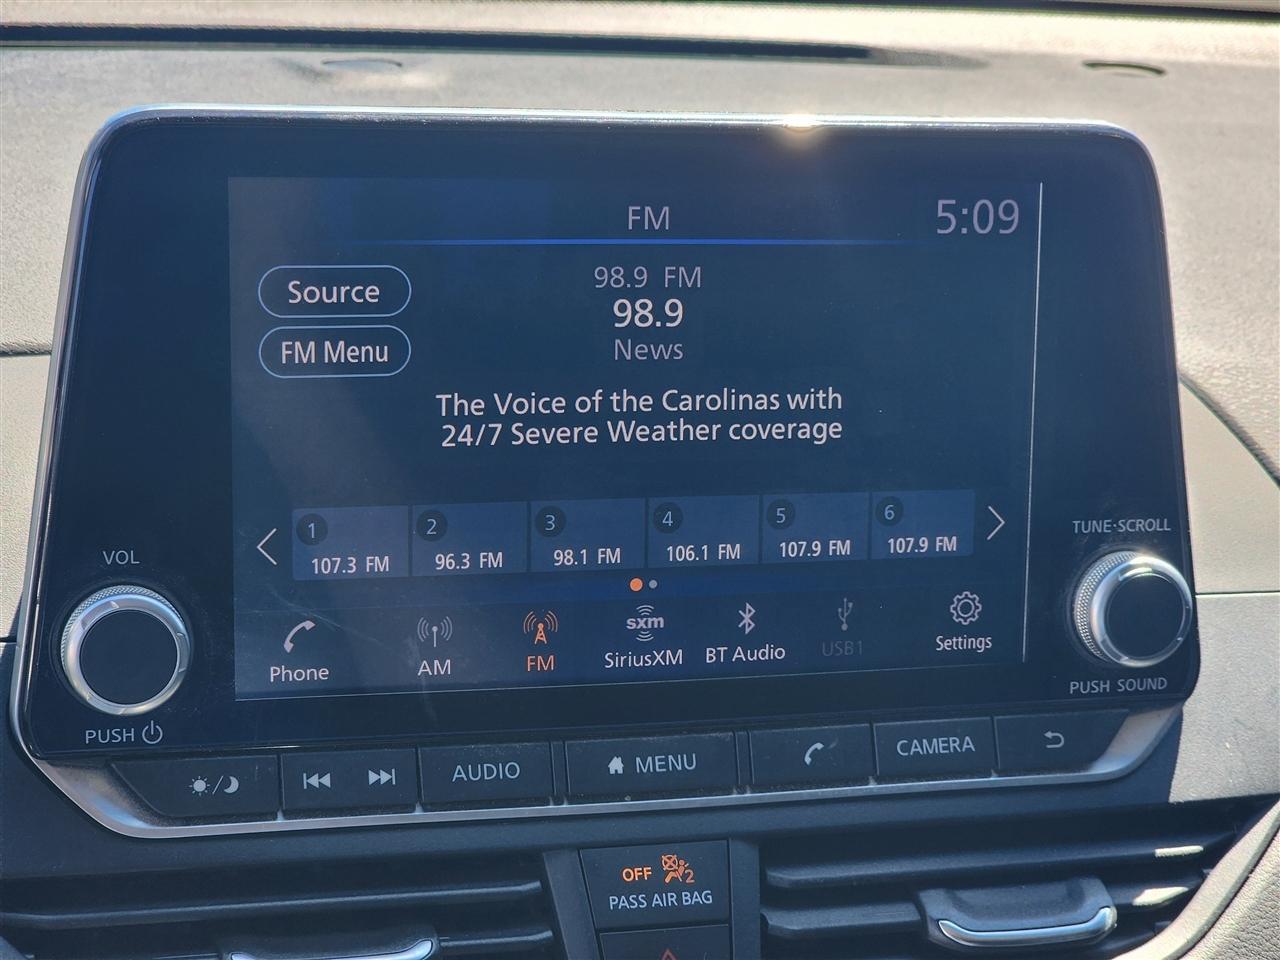 FM
5:09
Source
98.9 FM
98.9
FM Menu
News
The Voice of the Carolinas with
24/7 Severe Weather coverage
1
2
3
4
5
6
107.3 FM
96.3 FM
98.1 FM
106.1 FM
107.9 FM
107.9 FM
VOL
TUNE·SCROLL
sxm
Phone
AM
FM
SiriusXM
BT Audio
USB1
Settings
PUSH
PUSH SOUND
AUDIO
MENU
CAMERA
OFF
2
PASS AIR BAG